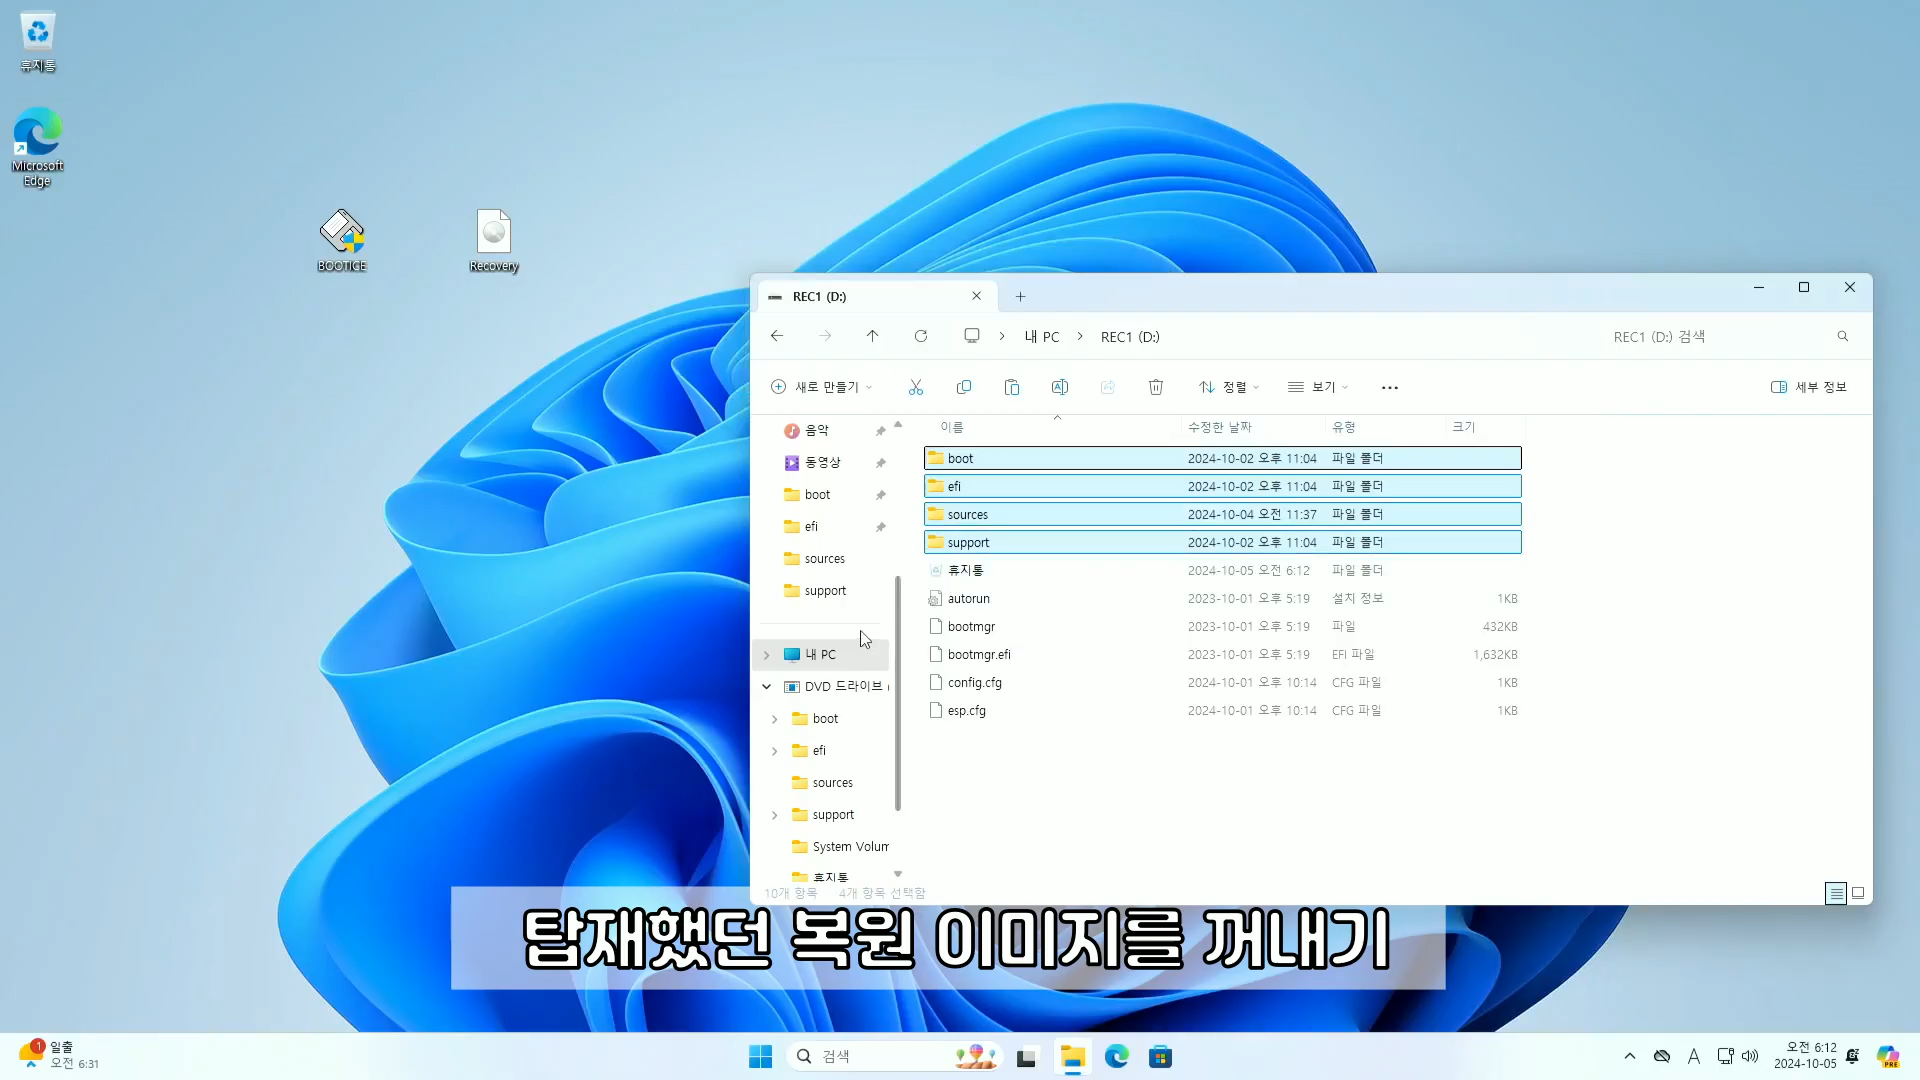 휴지통
Microsoft
Edge
BOOTICE
Recovery
REC1 (D:)
내 PC
REC1 (D:)
REC1 (D:) 검색
새로 만들기
정렬
보기
세부 정보
음악
동영상
boot
efi
sources
support
내 PC
DVD 드라이브 (
boot
efi
sources
support
System Volum
휴지통
이름 수정한 날짜 유형 크기
boot 2024-10-02 오후 11:04 파일 폴더
efi 2024-10-02 오후 11:04 파일 폴더
sources 2024-10-04 오전 11:37 파일 폴더
support 2024-10-02 오후 11:04 파일 폴더
휴지통 2024-10-05 오전 6:12 파일 폴더
autorun 2023-10-01 오후 5:19 설치 정보 1KB
bootmgr 2023-10-01 오후 5:19 파일 432KB
bootmgr.efi 2023-10-01 오후 5:19 EFI 파일 1,632KB
config.cfg 2024-10-01 오후 10:14 CFG 파일 1KB
esp.cfg 2024-10-01 오후 10:14 CFG 파일 1KB
10개 항목 4개 항목 선택함
탑재했던 복원 이미지를 꺼내기
1
일출
오전 6:31
검색
A
오전 6:12
2024-10-05
PRE